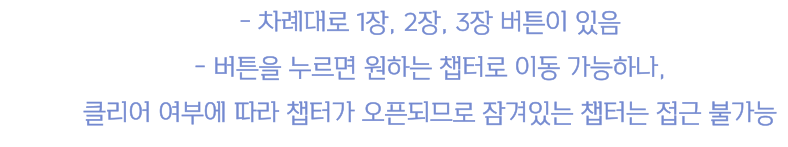 - 차례대로 1장, 2장, 3장 버튼이 있음
- 버튼을 누르면 원하는 챕터로 이동 가능하나,
클리어 여부에 따라 챕터가 오픈되므로 잠겨있는 챕터는 접근 불가능